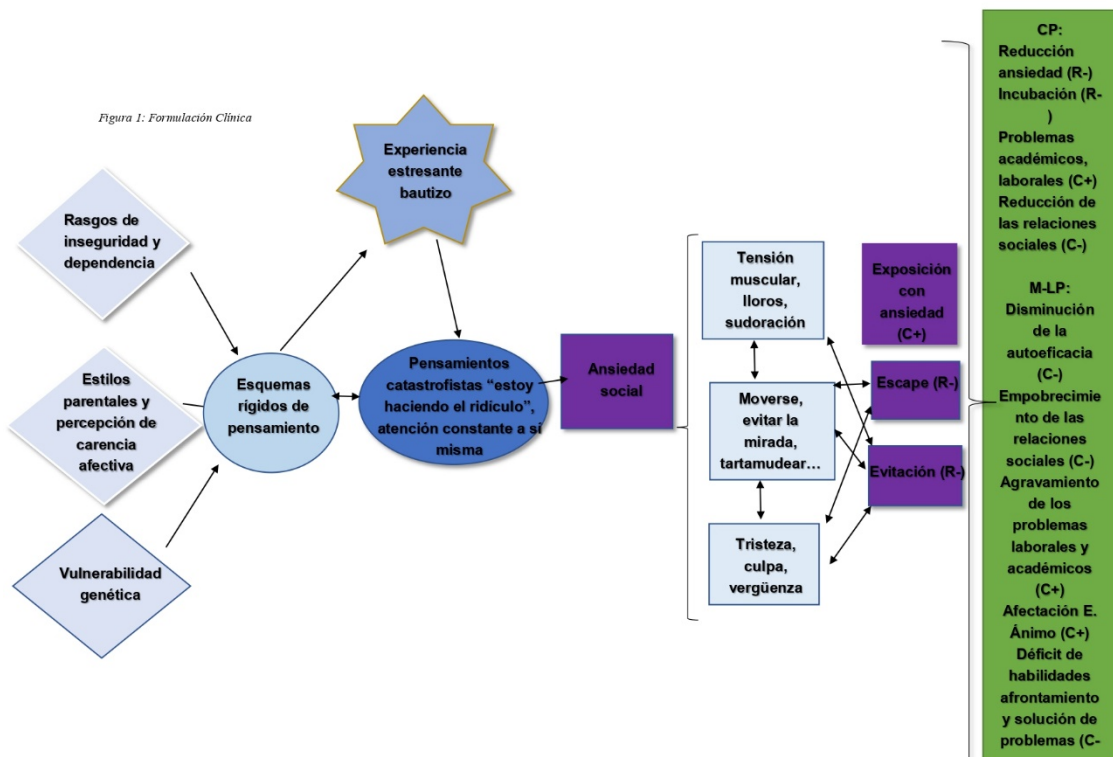 Figura 1: Formulación Clínica
Rasgos de
inseguridad y
dependencia
Estilos
parentales y
percepción de
carencia
afectiva
Vulnerabilidad
genética
Esquemas
rígidos de
pensamiento
Experiencia
estresante
bautizo
Pensamientos
catastrofistas “estoy
haciendo el ridículo”,
atención constante a si
misma
Ansiedad
social
Tensión
muscular,
lloros,
sudoración
Moverse,
evitar la
mirada,
tartamudear…
Tristeza,
culpa,
vergüenza
Exposición
con
ansiedad
(C+)
Escape (R-)
Evitación (R-)
CP:
Reducción
ansiedad (R-)
Incubación (R-
)
Problemas
académicos,
laborales (C+)
Reducción de
las relaciones
sociales (C-)
M-LP:
Disminución
de la
autoeficacia
(C-)
Empobrecimie
nto de las
relaciones
sociales (C-)
Agravamiento
de los
problemas
laborales y
académicos
(C+)
Afectación E.
Ánimo (C+)
Déficit de
habilidades
afrontamiento
y solución de
problemas (C-